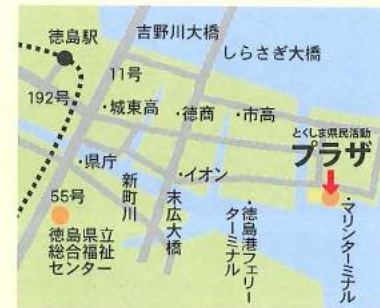 徳島駅
吉野川大橋
しらさぎ大橋
11号
192号
・城東高
・徳商
・市高
とくしま県民活動
プラザ
・県庁
・イオン
55号
新町川
末広大橋
・徳島港フェリー
ターミナル
・マリンターミナル
徳島県立
総合福祉
センター